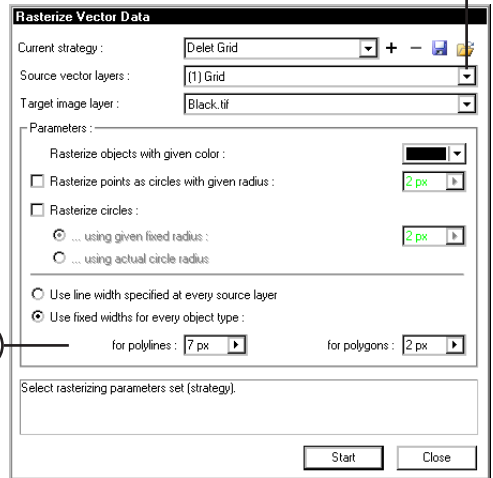 Rasterize Vector Data
Current strategy : Delet Grid
Source vector layers : (1) Grid
Target image layer : Black.tif
Parameters :
Rasterize objects with given color :
Rasterize points as circles with given radius : 2 px
Rasterize circles :
... using given fixed radius : 2 px
... using actual circle radius
Use line width specified at every source layer
Use fixed widths for every object type :
for polylines : 7 px for polygons : 2 px
Select rasterizing parameters set (strategy).
Start Close